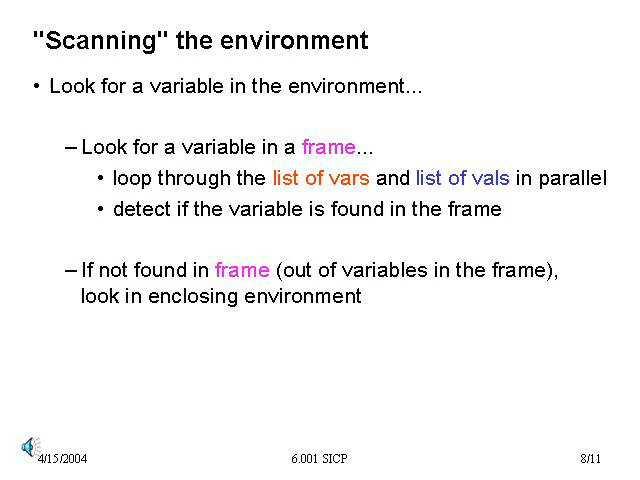 "Scanning" the environment
• Look for a variable in the environment...
– Look for a variable in a frame...
• loop through the list of vars and list of vals in parallel
• detect if the variable is found in the frame
– If not found in frame (out of variables in the frame),
look in enclosing environment
4/15/2004 6.001 SICP 8/11